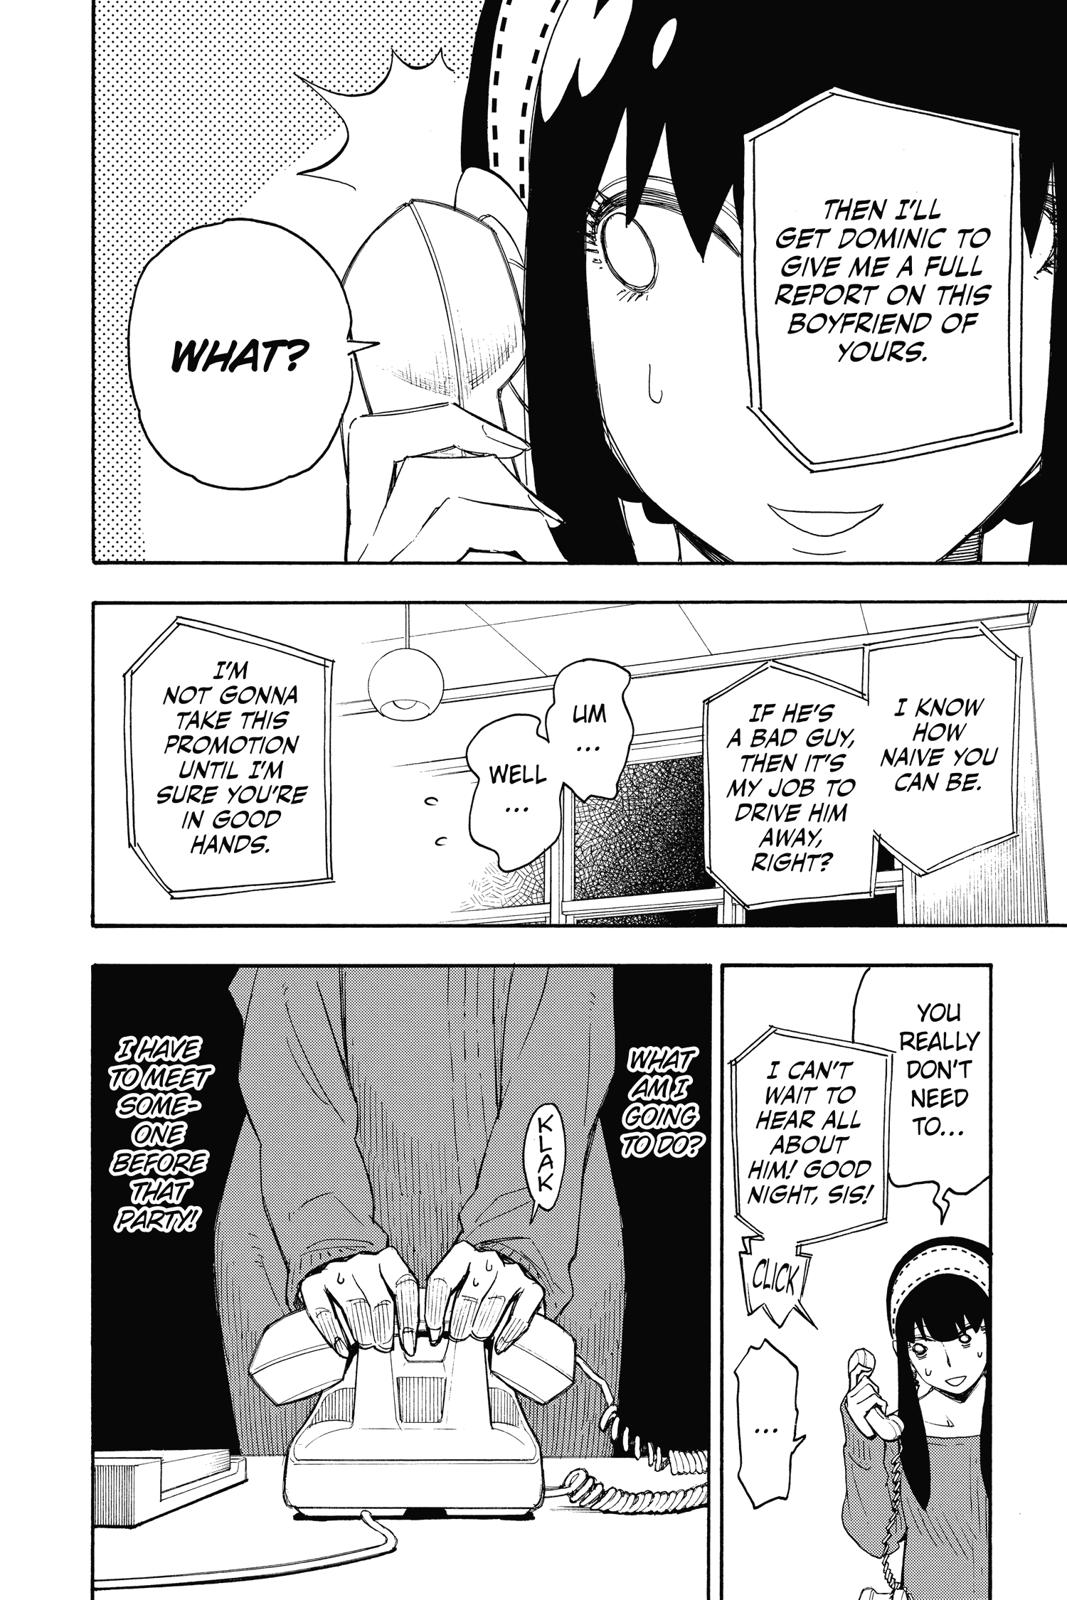 THEN I'LL
GET DOMINIC TO
GIVE ME A FULL
REPORT ON THIS
BOYFRIEND OF
YOURS.
WHAT?
I KNOW
HOW
NAIVE YOU
CAN BE.
IF HE'S
A BAD GUY,
THEN IT'S
MY JOB TO
DRIVE HIM
AWAY,
RIGHT?
UM
...
WELL
...
I'M
NOT GONNA
TAKE THIS
PROMOTION
UNTIL I'M
SURE YOU'RE
IN GOOD
HANDS.
YOU
REALLY
DON'T
NEED
TO...
I CAN'T
WAIT TO
HEAR ALL
ABOUT
HIM! GOOD
NIGHT, SIS!
CLICK
...
WHAT
AM I
GOING
TO DO?
KLAK
I HAVE
TO MEET
SOME-
ONE
BEFORE
THAT
PARTY!